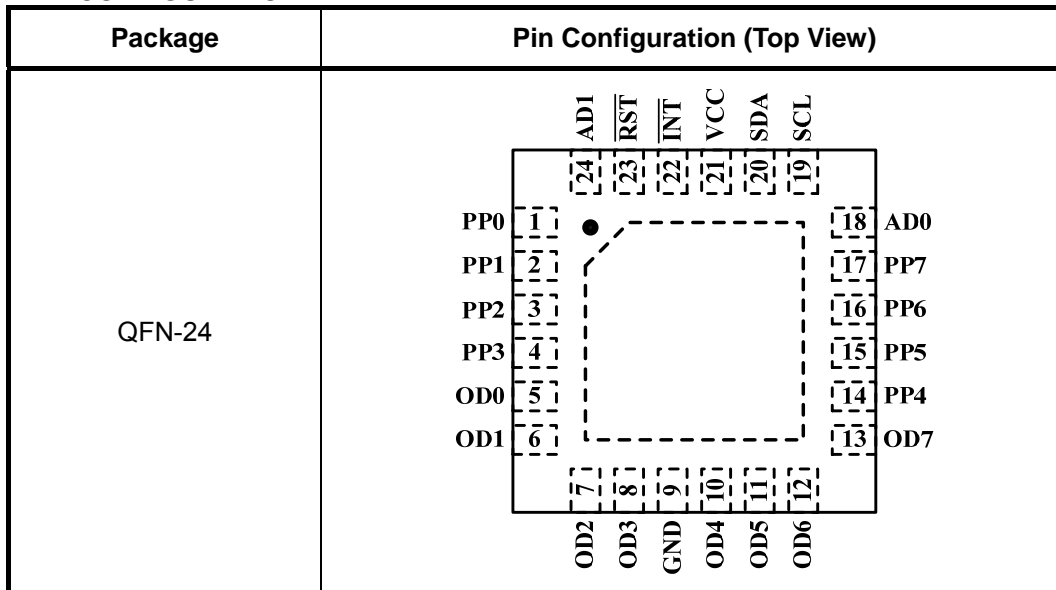 Package
Pin Configuration (Top View)
QFN-24
AD1
RST
INT
VCC
SDA
SCL
24
23
22
21
20
19
PP0 1
PP1 2
PP2 3
PP3 4
OD0 5
OD1 6
18 AD0
17 PP7
16 PP6
15 PP5
14 PP4
13 OD7
7
8
9
10
11
12
OD2
OD3
GND
OD4
OD5
OD6